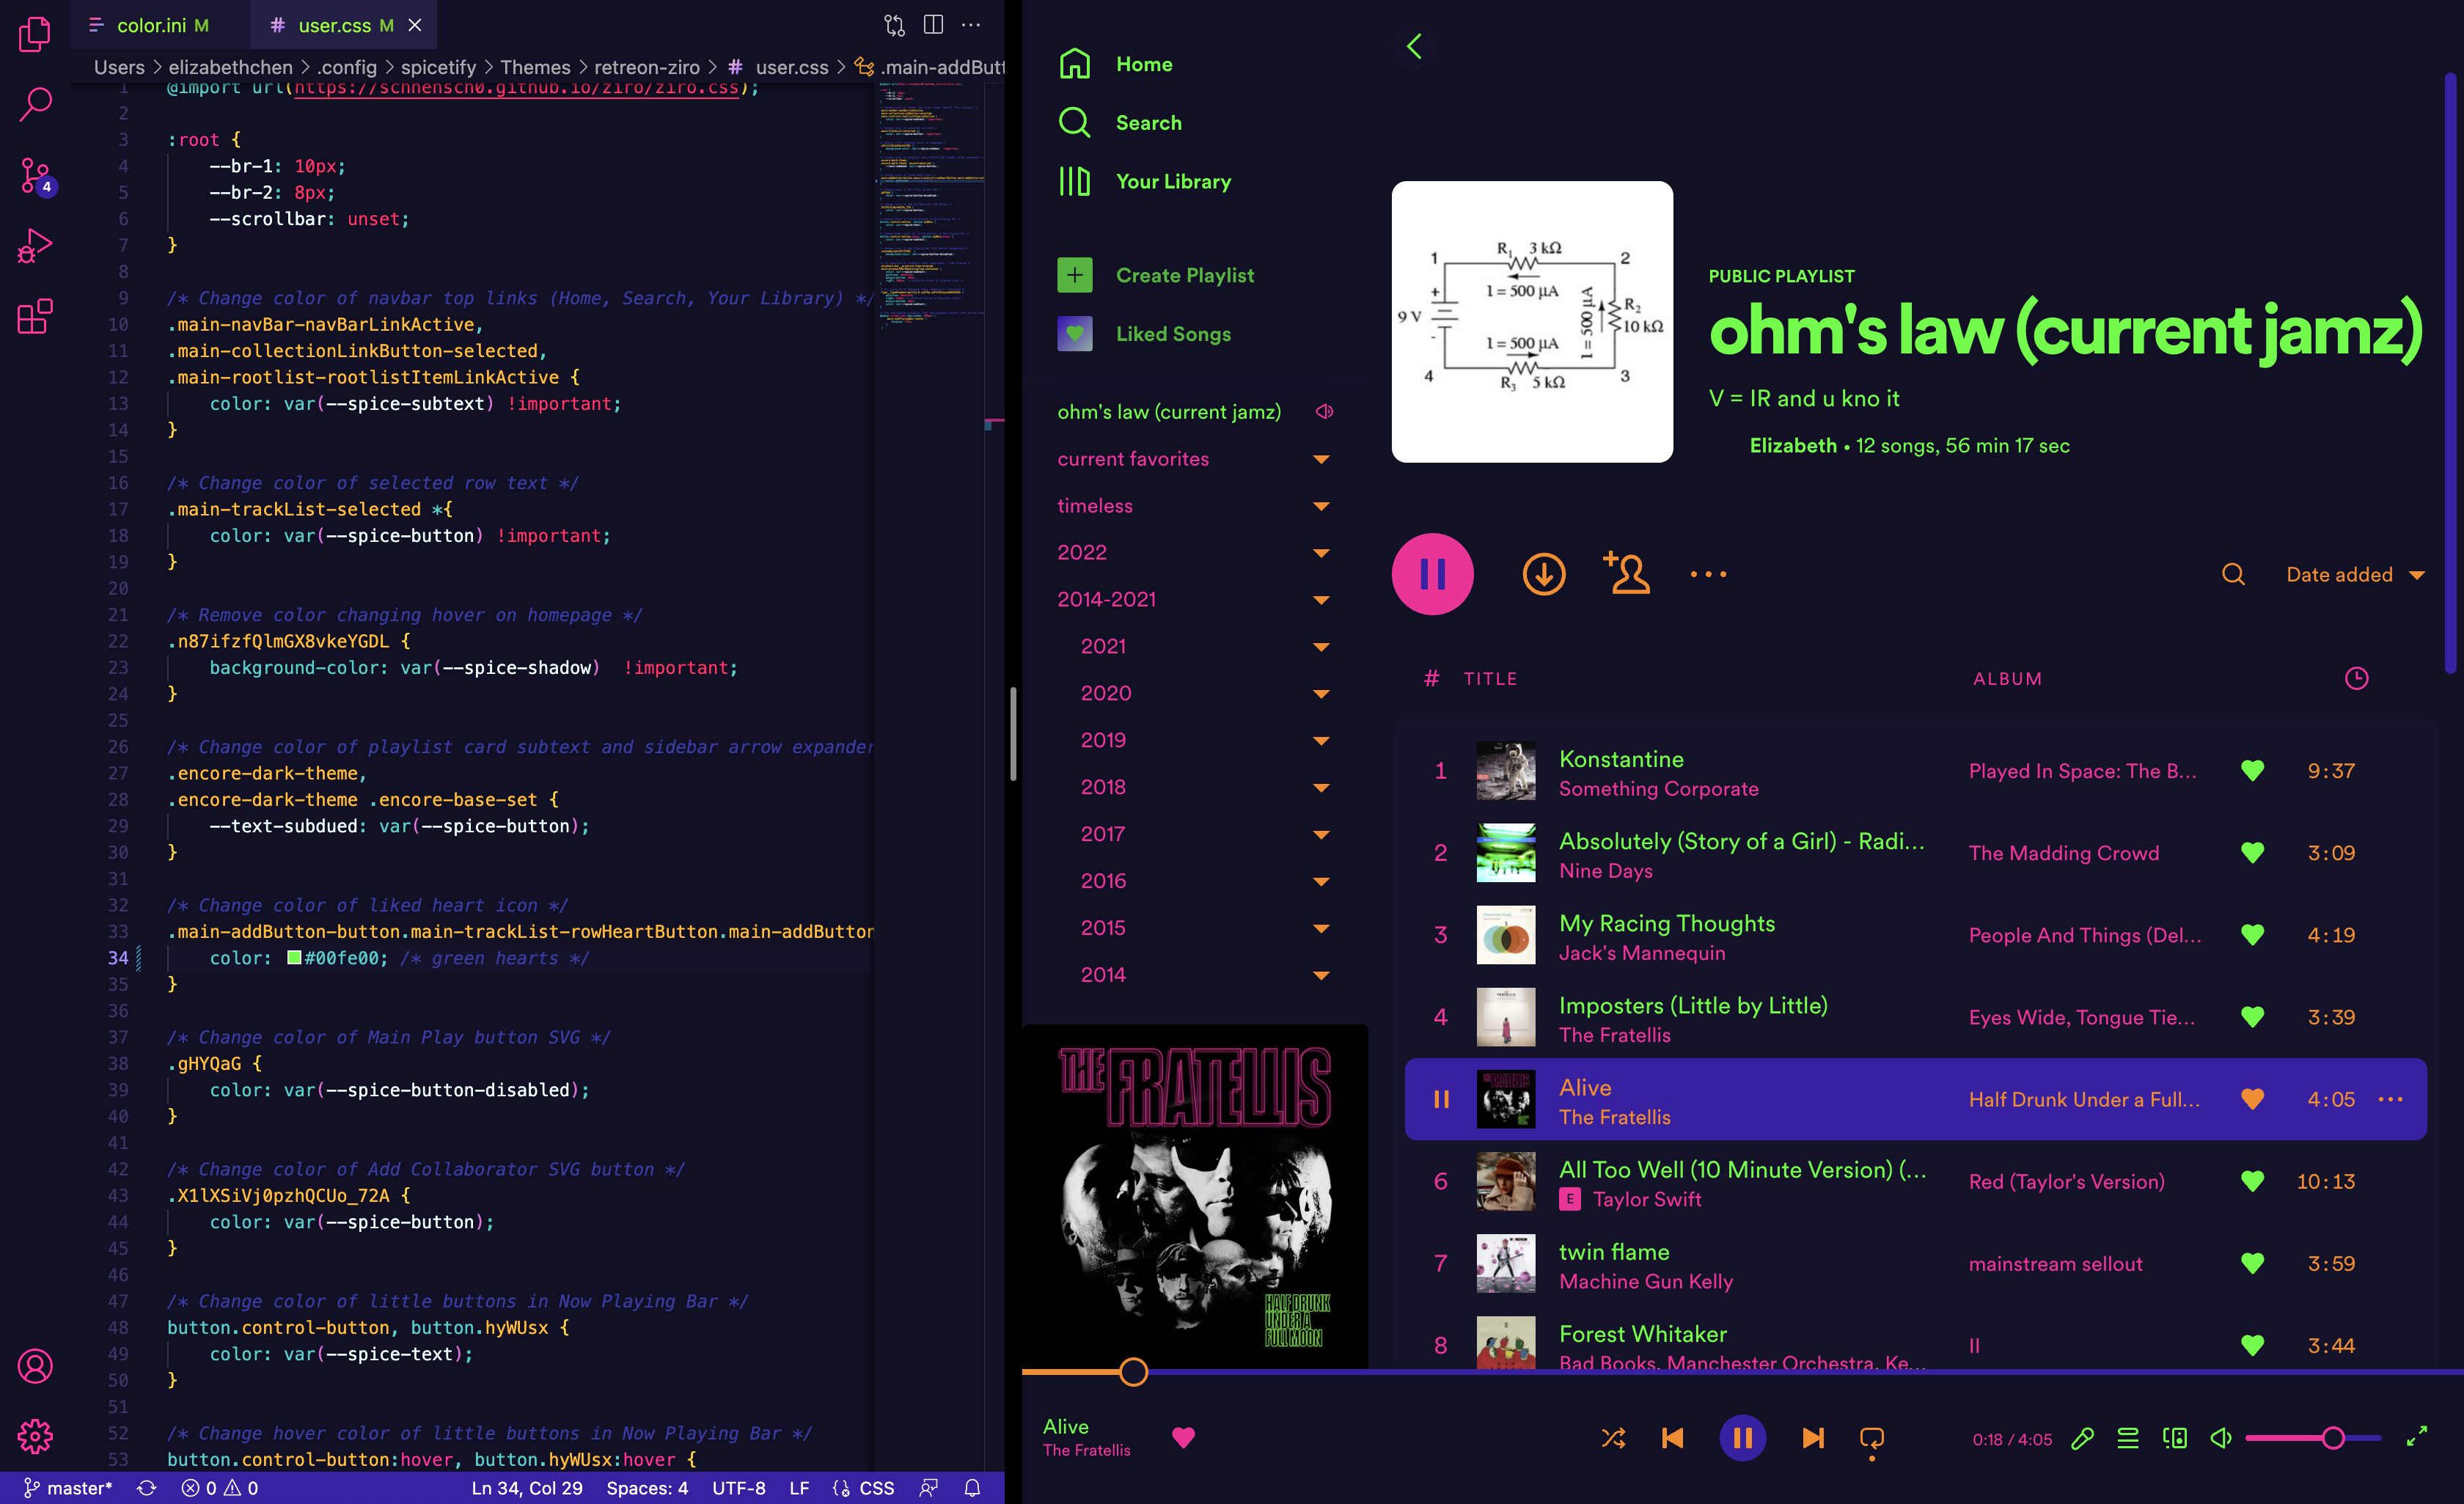 color.ini M
# user.css M
Users > elizabethchen > .config > spicetify > Themes > retreon-ziro > # user.css > .main-addButt
4
1 @import url(https://schnensch0.github.io/ziro/ziro.css);
2
3 :root {
4 --br-1: 10px;
5 --br-2: 8px;
6 --scrollbar: unset;
7 }
8
9 /* Change color of navbar top links (Home, Search, Your Library) */
10 .main-navBar-navBarLinkActive,
11 .main-collectionLinkButton-selected,
12 .main-rootlist-rootlistItemLinkActive {
13 color: var(--spice-subtext) !important;
14 }
15
16 /* Change color of selected row text */
17 .main-trackList-selected *{
18 color: var(--spice-button) !important;
19 }
20
21 /* Remove color changing hover on homepage */
22 .n87ifzfQlmGX8vkeYGDL {
23 background-color: var(--spice-shadow)  !important;
24 }
25
26 /* Change color of playlist card subtext and sidebar arrow expander
27 .encore-dark-theme,
28 .encore-dark-theme .encore-base-set {
29 --text-subdued: var(--spice-button);
30 }
31
32 /* Change color of liked heart icon */
33 .main-addButton-button.main-trackList-rowHeartButton.main-addButton
34 color: #00fe00; /* green hearts */
35 }
36
37 /* Change color of Main Play button SVG */
38 .gHYQaG {
39 color: var(--spice-button-disabled);
40 }
41
42 /* Change color of Add Collaborator SVG button */
43 .X1lXSiVj0pzhQCUo_72A {
44 color: var(--spice-button);
45 }
46
47 /* Change color of little buttons in Now Playing Bar */
48 button.control-button, button.hyWUsx {
49 color: var(--spice-text);
50 }
51
52 /* Change hover color of little buttons in Now Playing Bar */
53 button.control-button:hover, button.hyWUsx:hover {
master* 0 0 Ln 34, Col 29 Spaces: 4 UTF-8 LF CSS
Home
Search
Your Library
Create Playlist
Liked Songs
ohm's law (current jamz)
current favorites
timeless
2022
2014-2021
2021
2020
2019
2018
2017
2016
2015
2014
THE FRATELLIS
HALF DRUNK
UNDER A
FULL MOON
R₁ 3 kΩ
1 2
+ I = 500 μA
9 V I = 500 μA R₂
10 kΩ
- I = 500 μA
4 3
R₃ 5 kΩ
PUBLIC PLAYLIST
ohm's law (current jamz)
V = IR and u kno it
Elizabeth • 12 songs, 56 min 17 sec
Date added
# TITLE ALBUM
1 Konstantine Played In Space: The B... 9:37
Something Corporate
2 Absolutely (Story of a Girl) - Radi... The Madding Crowd 3:09
Nine Days
3 My Racing Thoughts People And Things (Del... 4:19
Jack's Mannequin
4 Imposters (Little by Little) Eyes Wide, Tongue Tie... 3:39
The Fratellis
Alive Half Drunk Under a Full... 4:05
The Fratellis
6 All Too Well (10 Minute Version) (... Red (Taylor's Version) 10:13
E Taylor Swift
7 twin flame mainstream sellout 3:59
Machine Gun Kelly
8 Forest Whitaker II 3:44
Bad Books, Manchester Orchestra, Ke...
Alive
The Fratellis
0:18 / 4:05